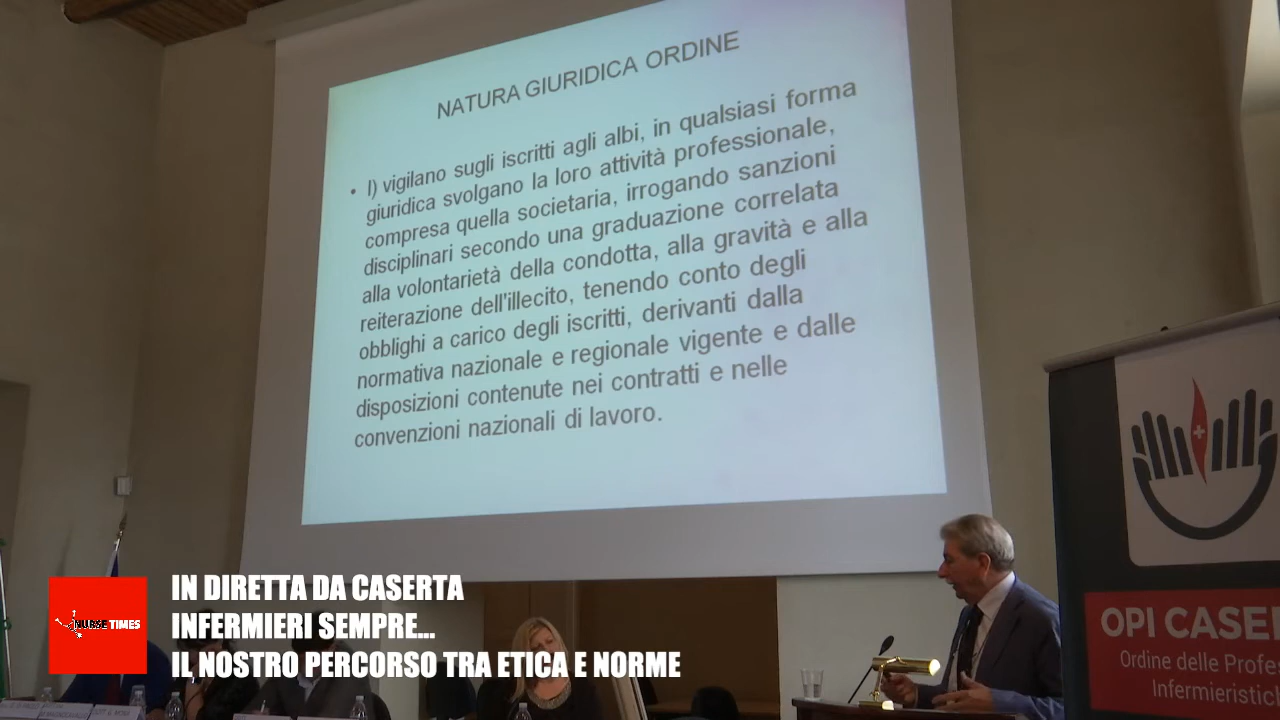 NATURA GIURIDICA ORDINE
• l) vigilano sugli iscritti agli albi, in qualsiasi forma
giuridica svolgano la loro attività professionale,
compresa quella societaria, irrogando sanzioni
disciplinari secondo una graduazione correlata
alla volontarietà della condotta, alla gravità e alla
reiterazione dell'illecito, tenendo conto degli
obblighi a carico degli iscritti, derivanti dalla
normativa nazionale e regionale vigente e dalle
disposizioni contenute nei contratti e nelle
convenzioni nazionali di lavoro.
OPI CASE
Ordine delle Profes
Infermieristich
NURSE TIMES
IN DIRETTA DA CASERTA
INFERMIERI SEMPRE...
IL NOSTRO PERCORSO TRA ETICA E NORME